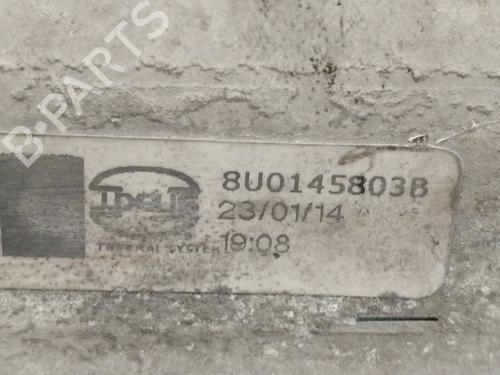 B-PARTS
8U0145803B
23/01/14
19:08
THERMAL SYSTEM